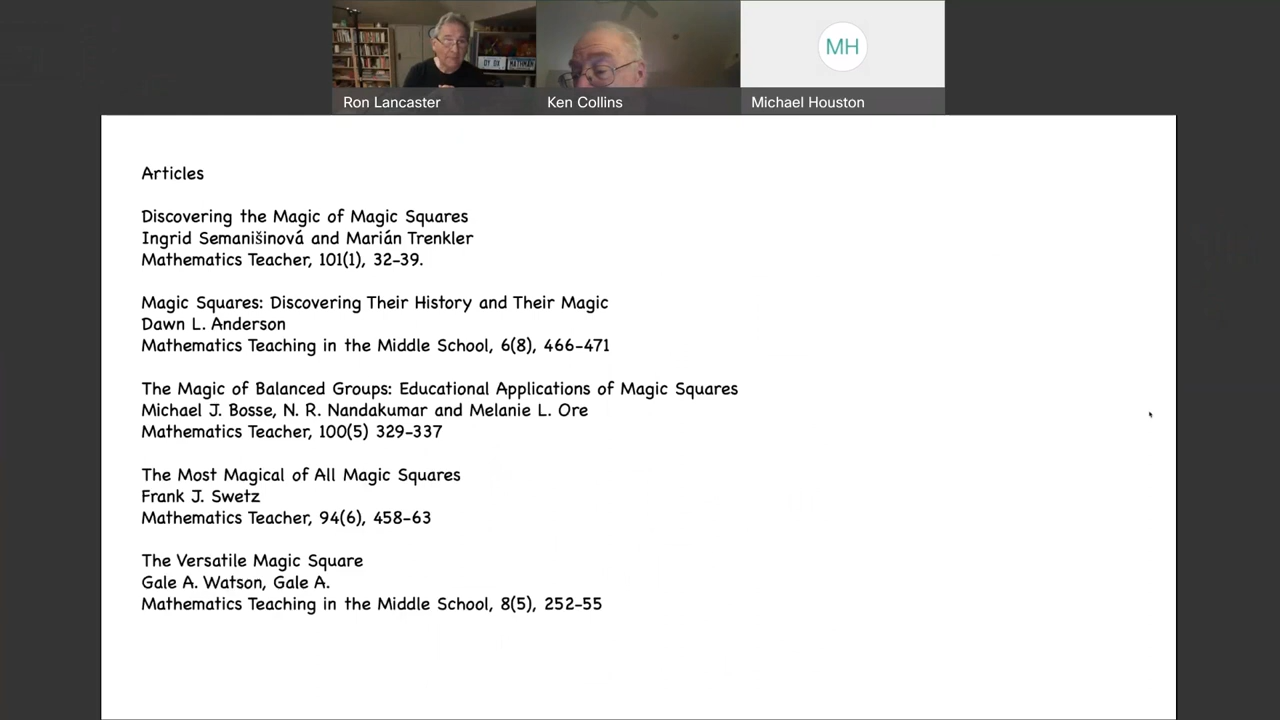 MH
Ron Lancaster
Ken Collins
Michael Houston
Articles
Discovering the Magic of Magic Squares
Ingrid Semanišinová and Marián Trenkler
Mathematics Teacher, 101(1), 32-39.
Magic Squares: Discovering Their History and Their Magic
Dawn L. Anderson
Mathematics Teaching in the Middle School, 6(8), 466-471
The Magic of Balanced Groups: Educational Applications of Magic Squares
Michael J. Bosse, N. R. Nandakumar and Melanie L. Ore
Mathematics Teacher, 100(5) 329-337
The Most Magical of All Magic Squares
Frank J. Swetz
Mathematics Teacher, 94(6), 458-63
The Versatile Magic Square
Gale A. Watson, Gale A.
Mathematics Teaching in the Middle School, 8(5), 252-55